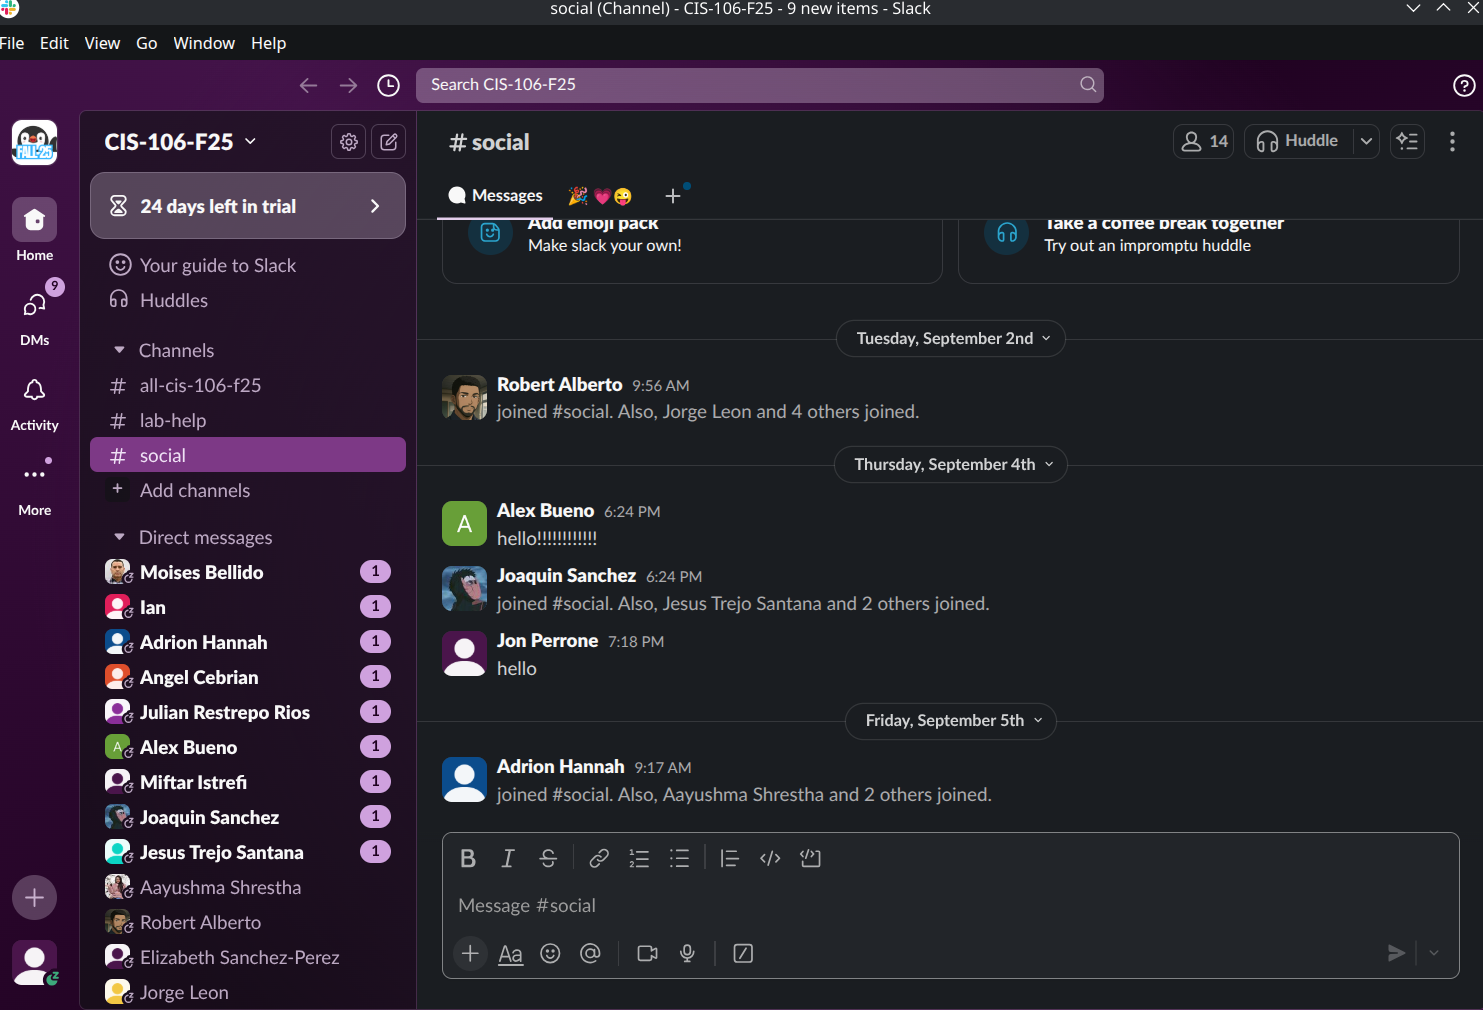 social (Channel) - CIS-106-F25 - 9 new items - Slack
File Edit View Go Window Help
Search CIS-106-F25
FALL-25
CIS-106-F25
# social
14
Huddle
Messages
24 days left in trial
Home
Add emoji pack
Make slack your own!
Take a coffee break together
Try out an impromptu huddle
Your guide to Slack
Huddles
9
DMs
Channels
# all-cis-106-f25
# lab-help
# social
+ Add channels
Activity
More
Direct messages
Moises Bellido 1
Ian 1
Adrion Hannah 1
Angel Cebrian 1
Julian Restrepo Rios 1
A Alex Bueno 1
Miftar Istrefi 1
Joaquin Sanchez 1
Jesus Trejo Santana 1
Aayushma Shrestha
Robert Alberto
Elizabeth Sanchez-Perez
Jorge Leon
Tuesday, September 2nd
Robert Alberto 9:56 AM
joined #social. Also, Jorge Leon and 4 others joined.
Thursday, September 4th
A
Alex Bueno 6:24 PM
hello!!!!!!!!!!!!
Joaquin Sanchez 6:24 PM
joined #social. Also, Jesus Trejo Santana and 2 others joined.
Jon Perrone 7:18 PM
hello
Friday, September 5th
Adrion Hannah 9:17 AM
joined #social. Also, Aayushma Shrestha and 2 others joined.
Message #social
Aa